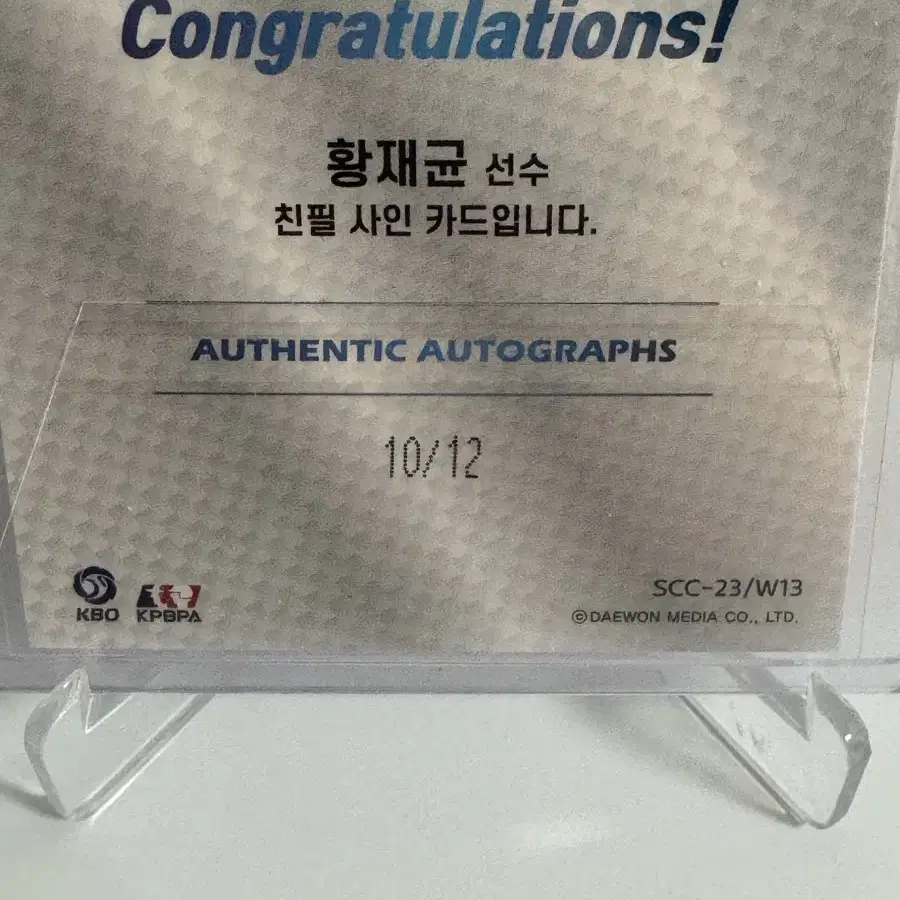 Congratulations!
황재균 선수
친필 사인 카드입니다.
AUTHENTIC AUTOGRAPHS
10/12
SCC-23/W13
KBO KPBPA
©DAEWON MEDIA CO., LTD.